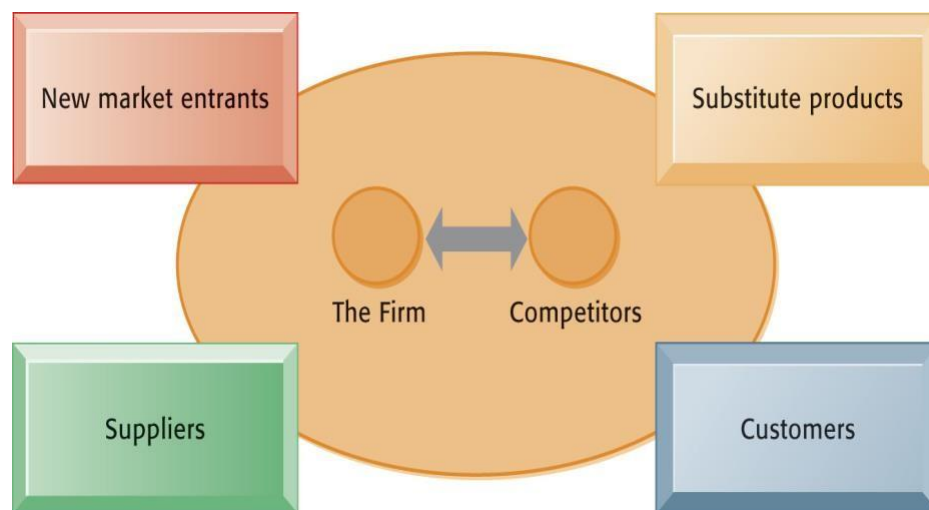 New market entrants
Substitute products
The Firm
Competitors
Suppliers
Customers